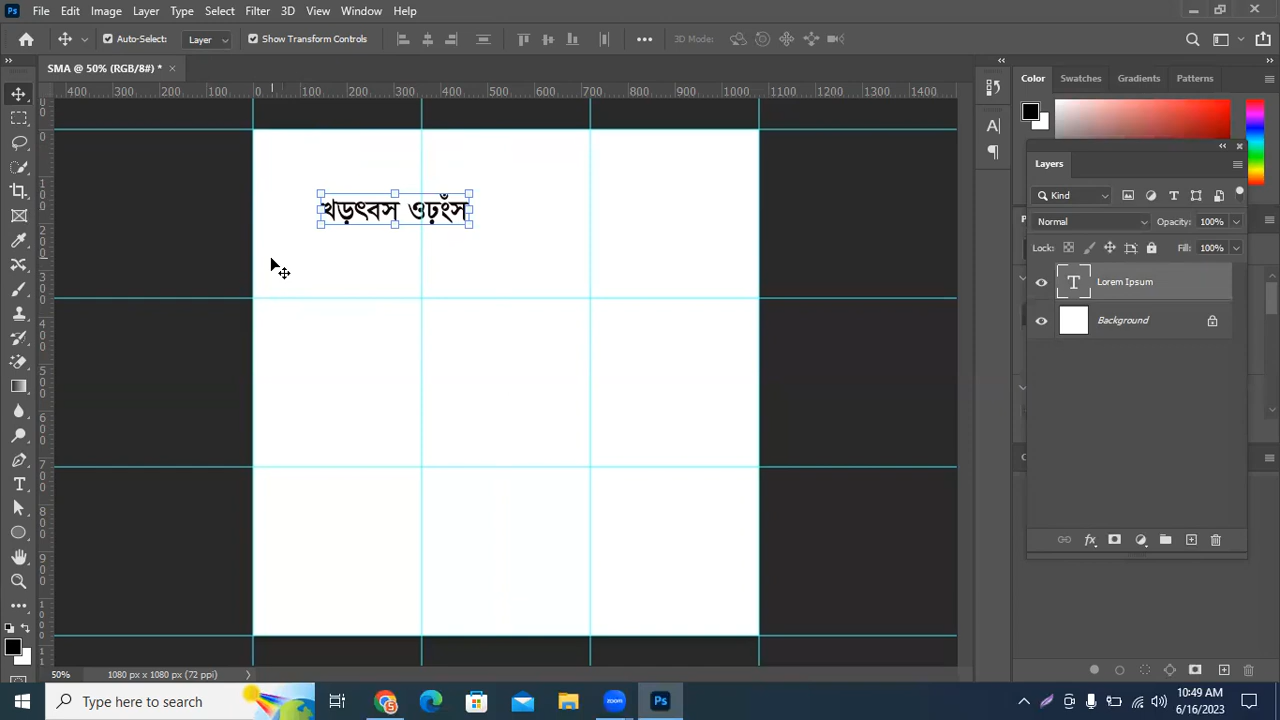 Ps File Edit Image Layer Type Select Filter 3D View Window Help
Auto-Select: Layer Show Transform Controls 3D Mode:
SMA @ 50% (RGB/8#) * ×
400 300 200 100 0 100 200 300 400 500 600 700 800 900 1000 1100 1200 1300 1400
খড়ৎবস ওঢ়ংঁস
Color Swatches Gradients Patterns
Layers
Kind
Normal Opacity: 100%
Lock: Fill: 100%
Lorem Ipsum
Background
50% 1080 px x 1080 px (72 ppi)
Type here to search
6:49 AM
6/16/2023